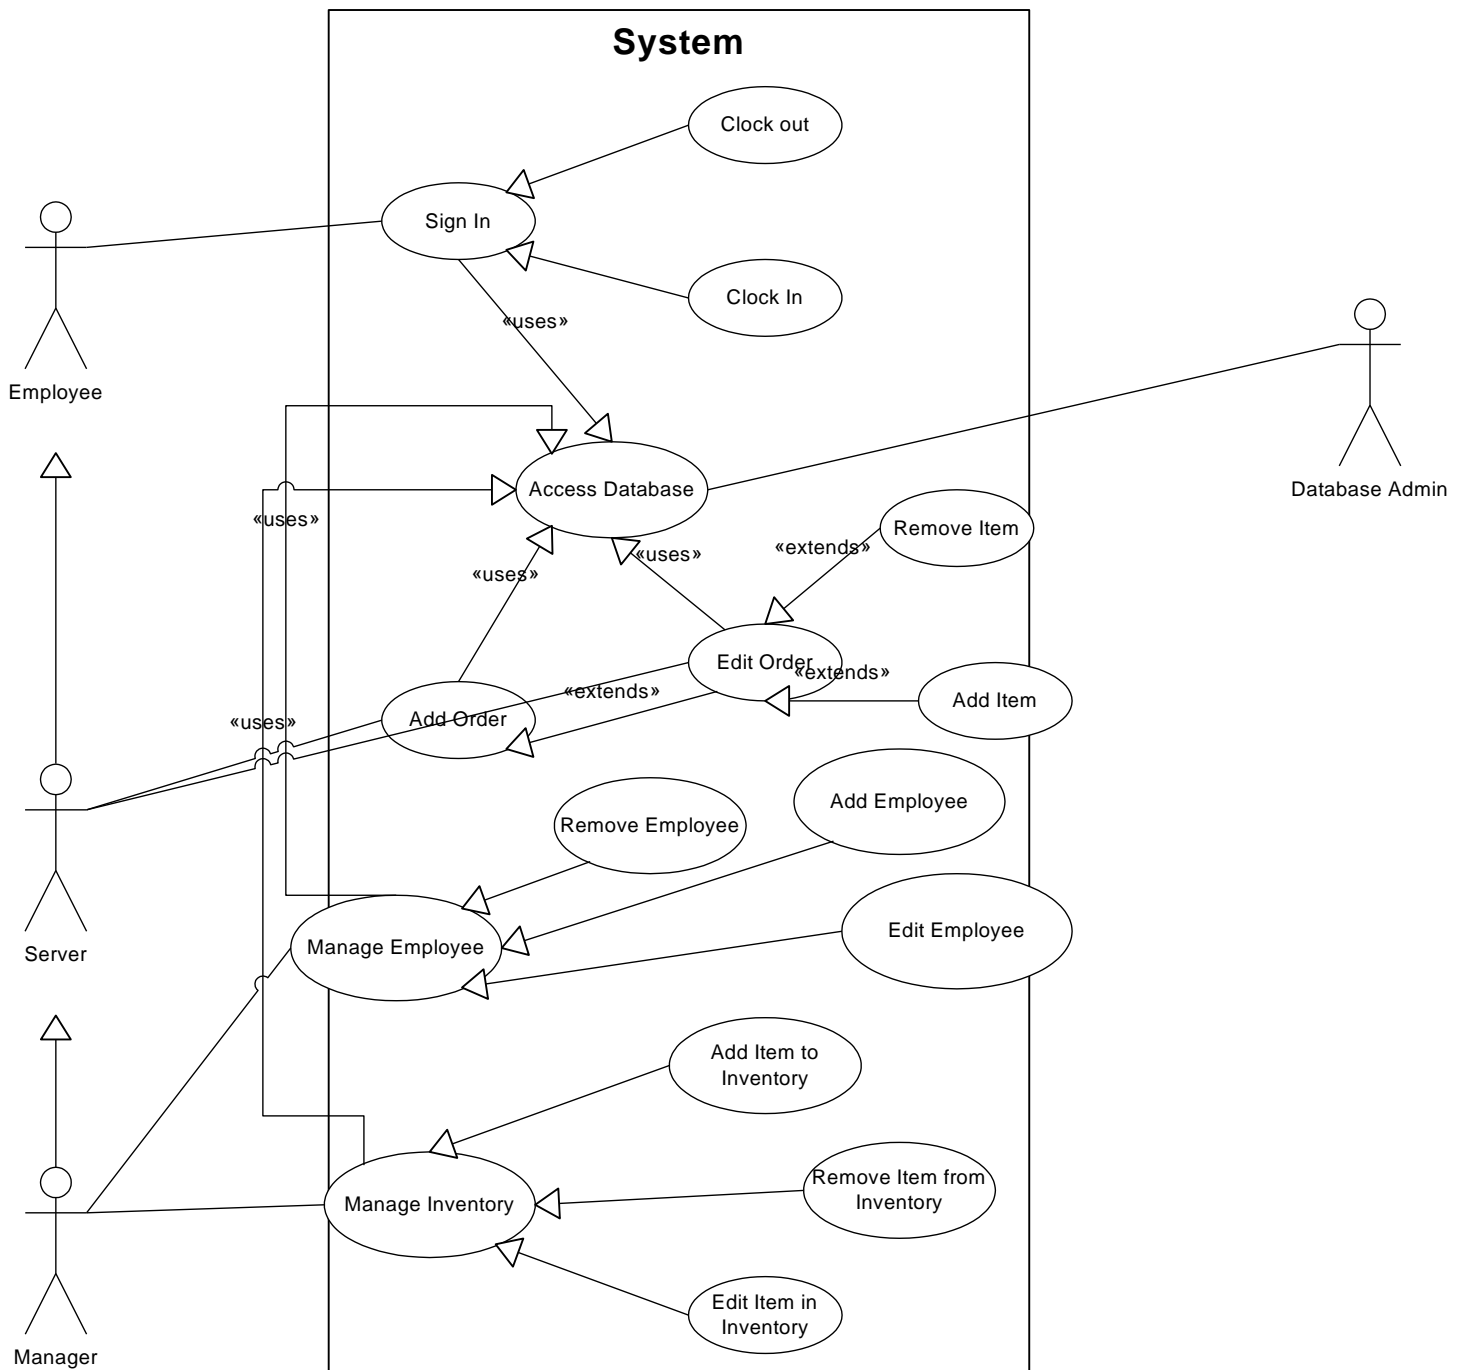 System
Clock out
Sign In
Clock In
«uses»
Employee
Access Database
Database Admin
«uses»
Remove Item
«extends»
«uses»
«uses»
Edit Order
«extends»
«extends»
Add Item
Add Order
«uses»
Add Employee
Remove Employee
Edit Employee
Server
Manage Employee
Add Item to
Inventory
Remove Item from
Inventory
Manage Inventory
Edit Item in
Inventory
Manager